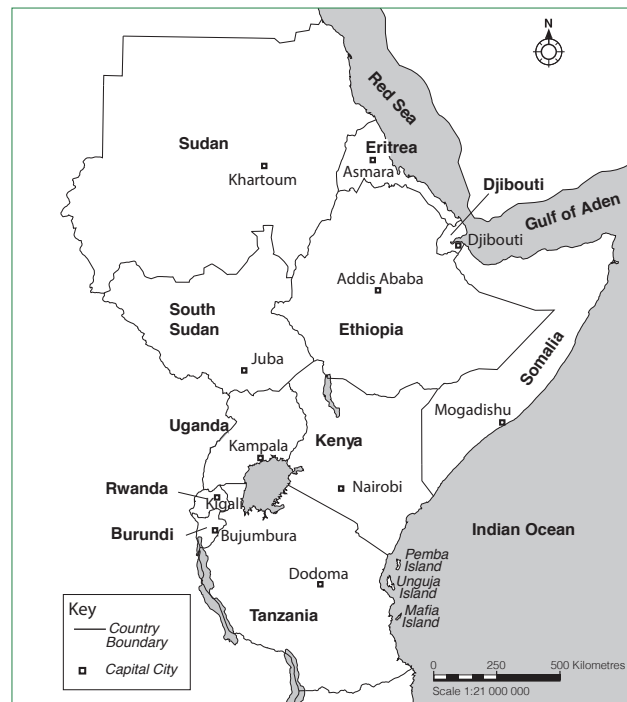 N
Red Sea
Sudan
Eritrea
Khartoum
Asmara
Djibouti
Gulf of Aden
Djibouti
Addis Ababa
South
Sudan
Ethiopia
Somalia
Juba
Uganda
Mogadishu
Kampala
Kenya
Rwanda
Kigali
Nairobi
Burundi
Bujumbura
Indian Ocean
Pemba
Island
Unguja
Island
Dodoma
Mafia
Island
Tanzania
Key
Country
Boundary
Capital City
0 250 500 Kilometres
Scale 1:21 000 000